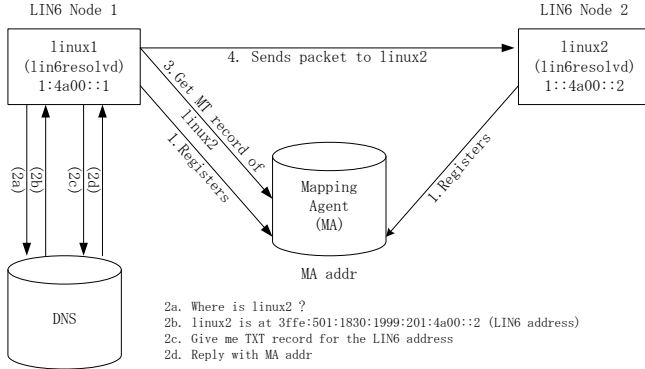 LIN6 Node 1
LIN6 Node 2
linux1
(lin6resolvd)
1:4a00::1
linux2
(lin6resolvd)
1::4a00::2
4. Sends packet to linux2
3.Get MT record of
linux2
1.Registers
1.Registers
(2a)
(2b)
(2c)
(2d)
Mapping
Agent
(MA)
MA addr
DNS
2a. Where is linux2 ?
2b. linux2 is at 3ffe:501:1830:1999:201:4a00::2 (LIN6 address)
2c. Give me TXT record for the LIN6 address
2d. Reply with MA addr